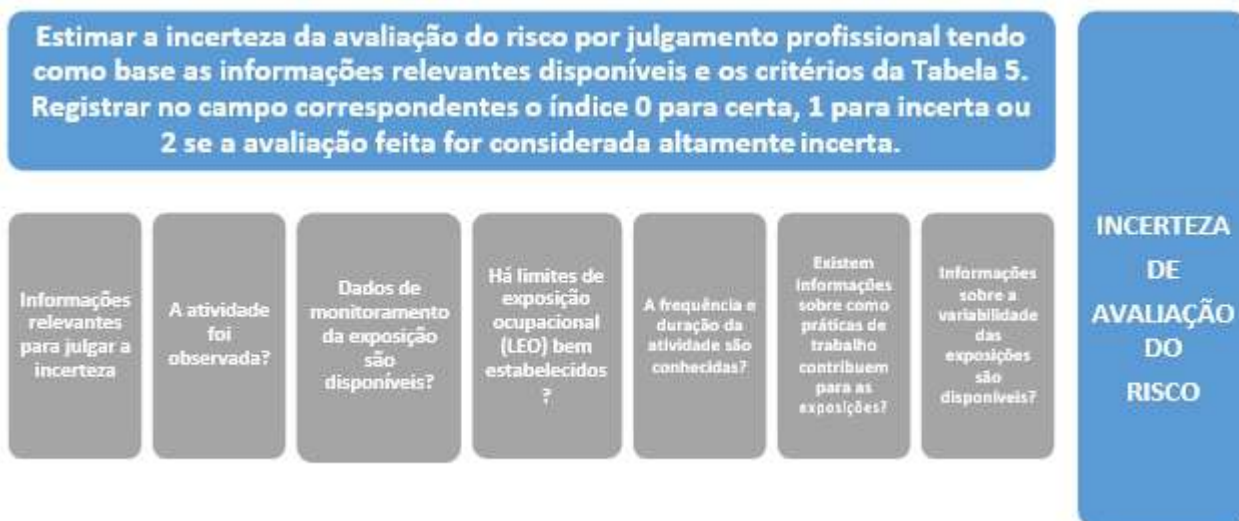 Estimar a incerteza da avaliação do risco por julgamento profissional tendo
como base as informações relevantes disponíveis e os critérios da Tabela 5.
Registrar no campo correspondentes o índice 0 para certa, 1 para incerta ou
2 se a avaliação feita for considerada altamente incerta.
Informações
relevantes
para julgar a
incerteza
A atividade
foi
observada?
Dados de
monitoramento
da exposição
são
disponíveis?
Há limites de
exposição
ocupacional
(LEO) bem
estabelecidos
?
A frequência e
duração da
atividade são
conhecidas?
Existem
informações
sobre como
práticas de
trabalho
contribuem
para as
exposições?
Informações
sobre a
variabilidade
das
exposições
são
disponíveis?
INCERTEZA
DE
AVALIAÇÃO
DO
RISCO